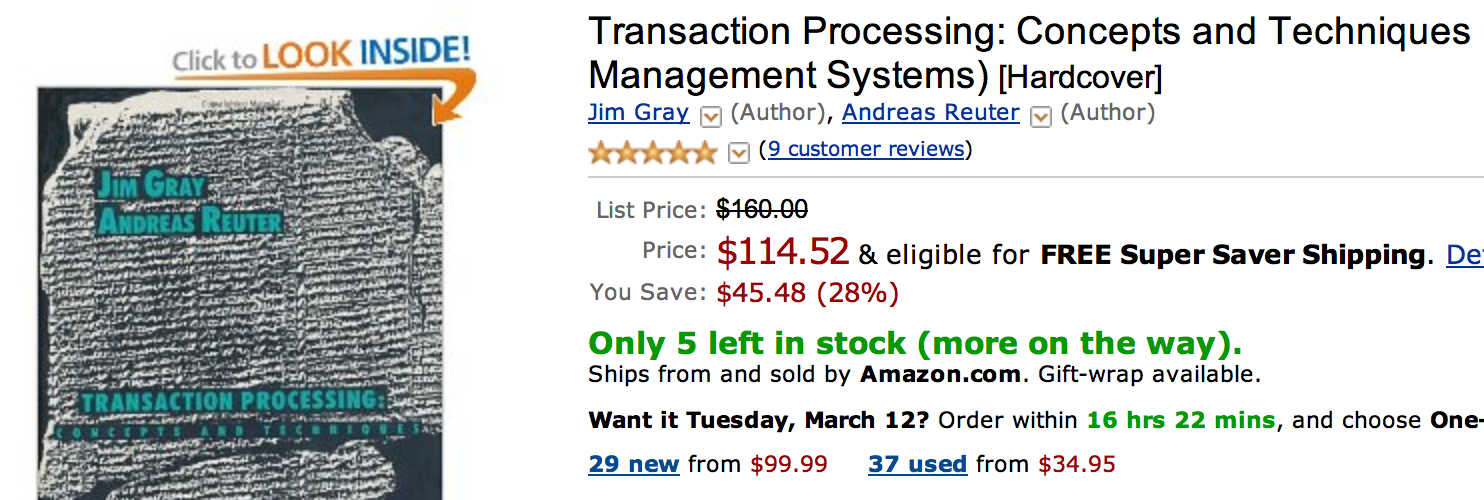 Click to LOOK INSIDE!
JIM GRAY
ANDREAS REUTER
TRANSACTION PROCESSING:
CONCEPTS AND TECHNIQUES
Transaction Processing: Concepts and Techniques
Management Systems) [Hardcover]
Jim Gray (Author), Andreas Reuter (Author)
(9 customer reviews)
List Price: $160.00
Price: $114.52 & eligible for FREE Super Saver Shipping. De
You Save: $45.48 (28%)
Only 5 left in stock (more on the way).
Ships from and sold by Amazon.com. Gift-wrap available.
Want it Tuesday, March 12? Order within 16 hrs 22 mins, and choose One-
29 new from $99.99 37 used from $34.95